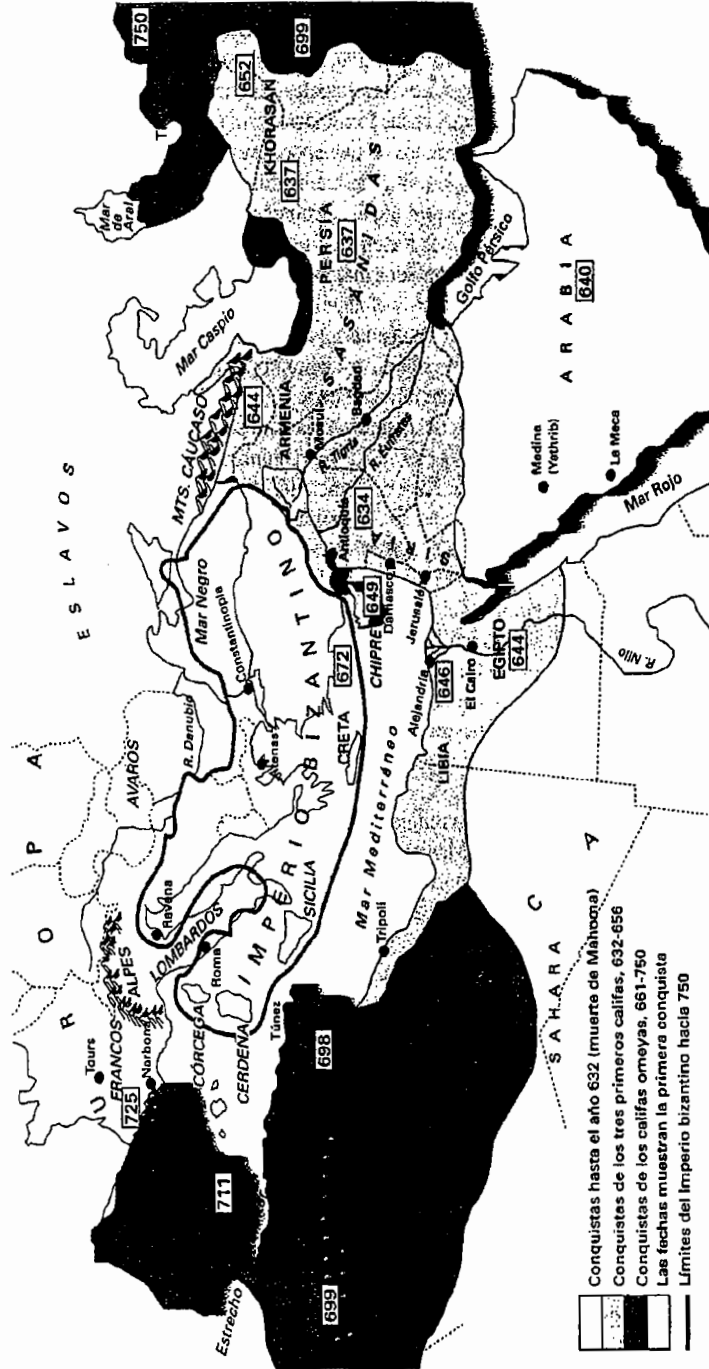 E U R O P A
E S L A V O S
Mar de Aral
750
Tours
FRANCOS
725
Narbona
ALPES
AVAROS
R. Danubio
Ravena
LOMBARDOS
Roma
CÓRCEGA
CERDEÑA
SICILIA
I M P E R I O B I Z A N T I N O
Mar Negro
Constantinopla
Atenas
CRETA
672
CHIPRE
649
MTS. CAUCASO
Mar Caspio
644
ARMENIA
Mosul
R. Tigris
Bagdad
R. Eufrates
Antioquía
634
Damasco
S I R I A
PERSIA
637
S A S A N I D A S
KHORASAN
637
652
699
711
Estrecho
699
698
Túnez
Trípoli
Mar Mediterráneo
LIBIA
Alejandría
646
El Cairo
EGIPTO
644
R. Nilo
Mar Rojo
Medina
(Yathrib)
La Meca
A R A B I A
640
Golfo Pérsico
SAHARA
C A
Conquistas hasta el año 632 (muerte de Mahoma)
Conquistas de los tres primeros califas, 632-656
Conquistas de los califas omeyas, 661-750
Las fechas muestran la primera conquista
Límites del Imperio bizantino hacia 750